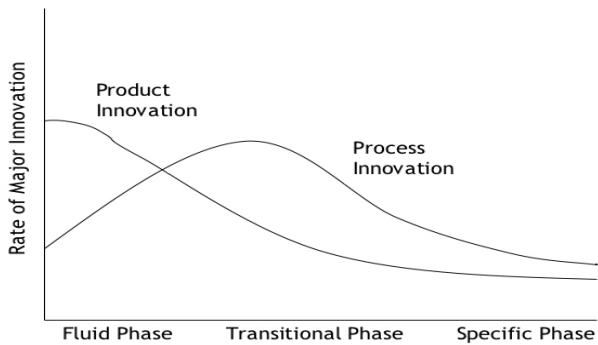 Product
Innovation
Process
Innovation
Rate of Major Innovation
Fluid Phase
Transitional Phase
Specific Phase